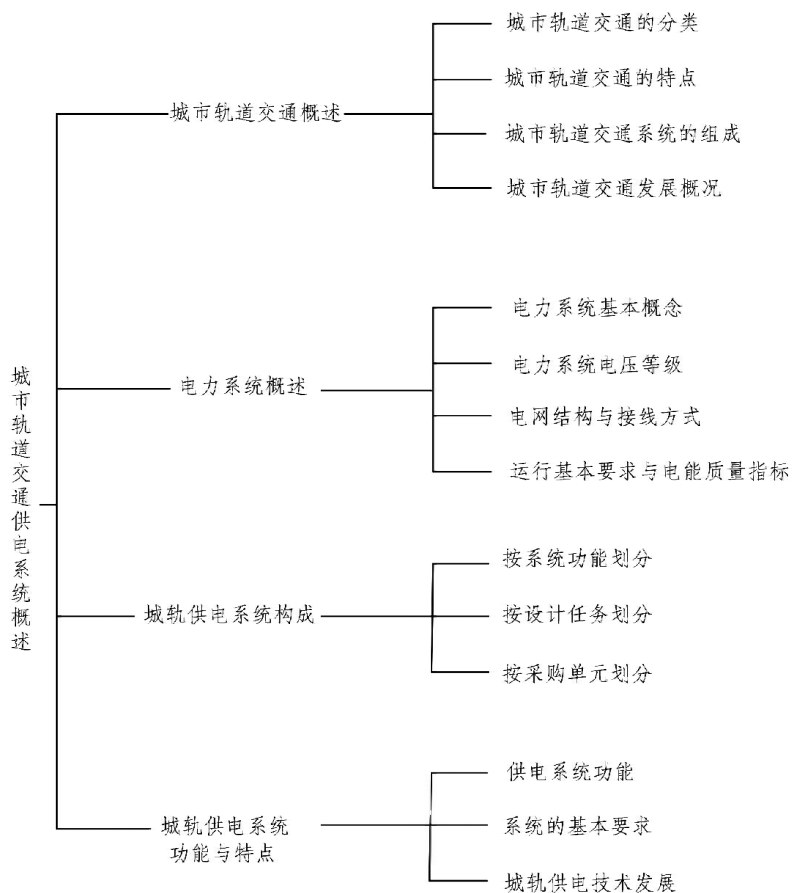 城市轨道交通供电系统概述
城市轨道交通概述
城市轨道交通的分类
城市轨道交通的特点
城市轨道交通系统的组成
城市轨道交通发展概况
电力系统概述
电力系统基本概念
电力系统电压等级
电网结构与接线方式
运行基本要求与电能质量指标
城轨供电系统构成
按系统功能划分
按设计任务划分
按采购单元划分
城轨供电系统
功能与特点
供电系统功能
系统的基本要求
城轨供电技术发展